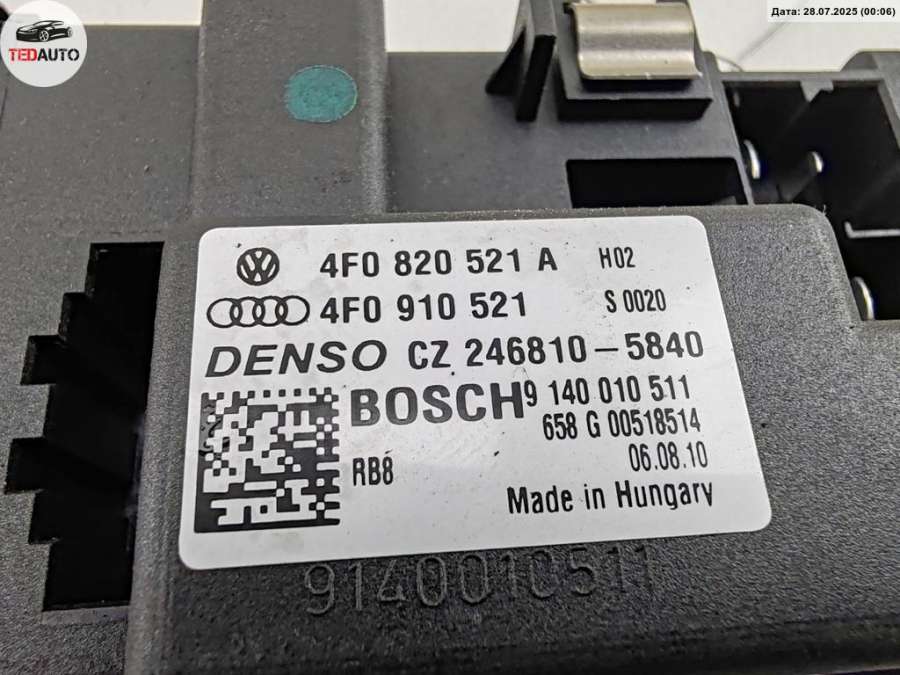 TEDAUTO
Дата: 28.07.2025 (00:06)
4F0 820 521 A H02
4F0 910 521 S 0020
DENSO CZ 246810-5840
BOSCH 9 140 010 511
658 G 00518514
RB8 06.08.10
Made in Hungary
9140010511